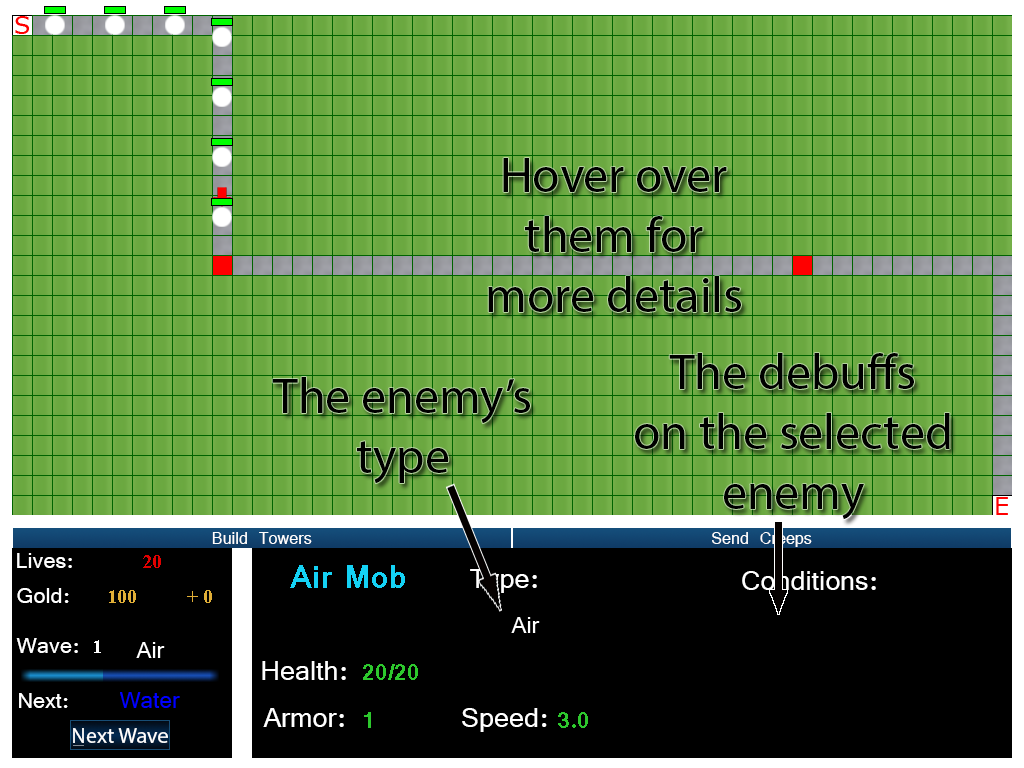 S
Hover over
them for
more details
The enemy's
type
The debuffs
on the selected
enemy
E
Build Towers
Send Creeps
Lives: 20
Gold: 100 + 0
Wave: 1 Air
Next: Water
Next Wave
Air Mob
Type:
Air
Conditions:
Health: 20/20
Armor: 1
Speed: 3.0